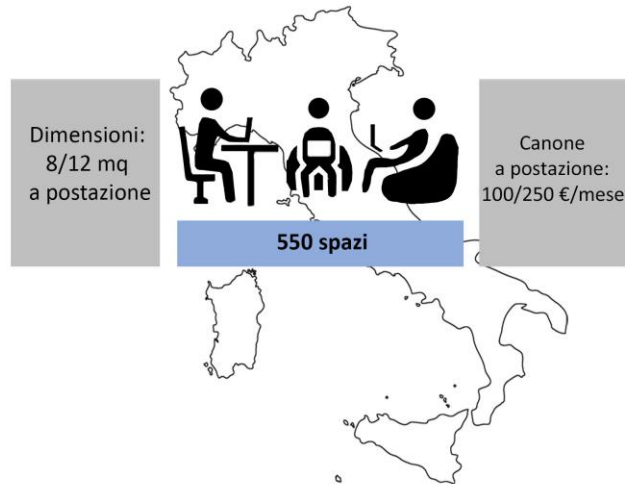 Dimensioni:
8/12 mq
a postazione
550 spazi
Canone
a postazione:
100/250 €/mese